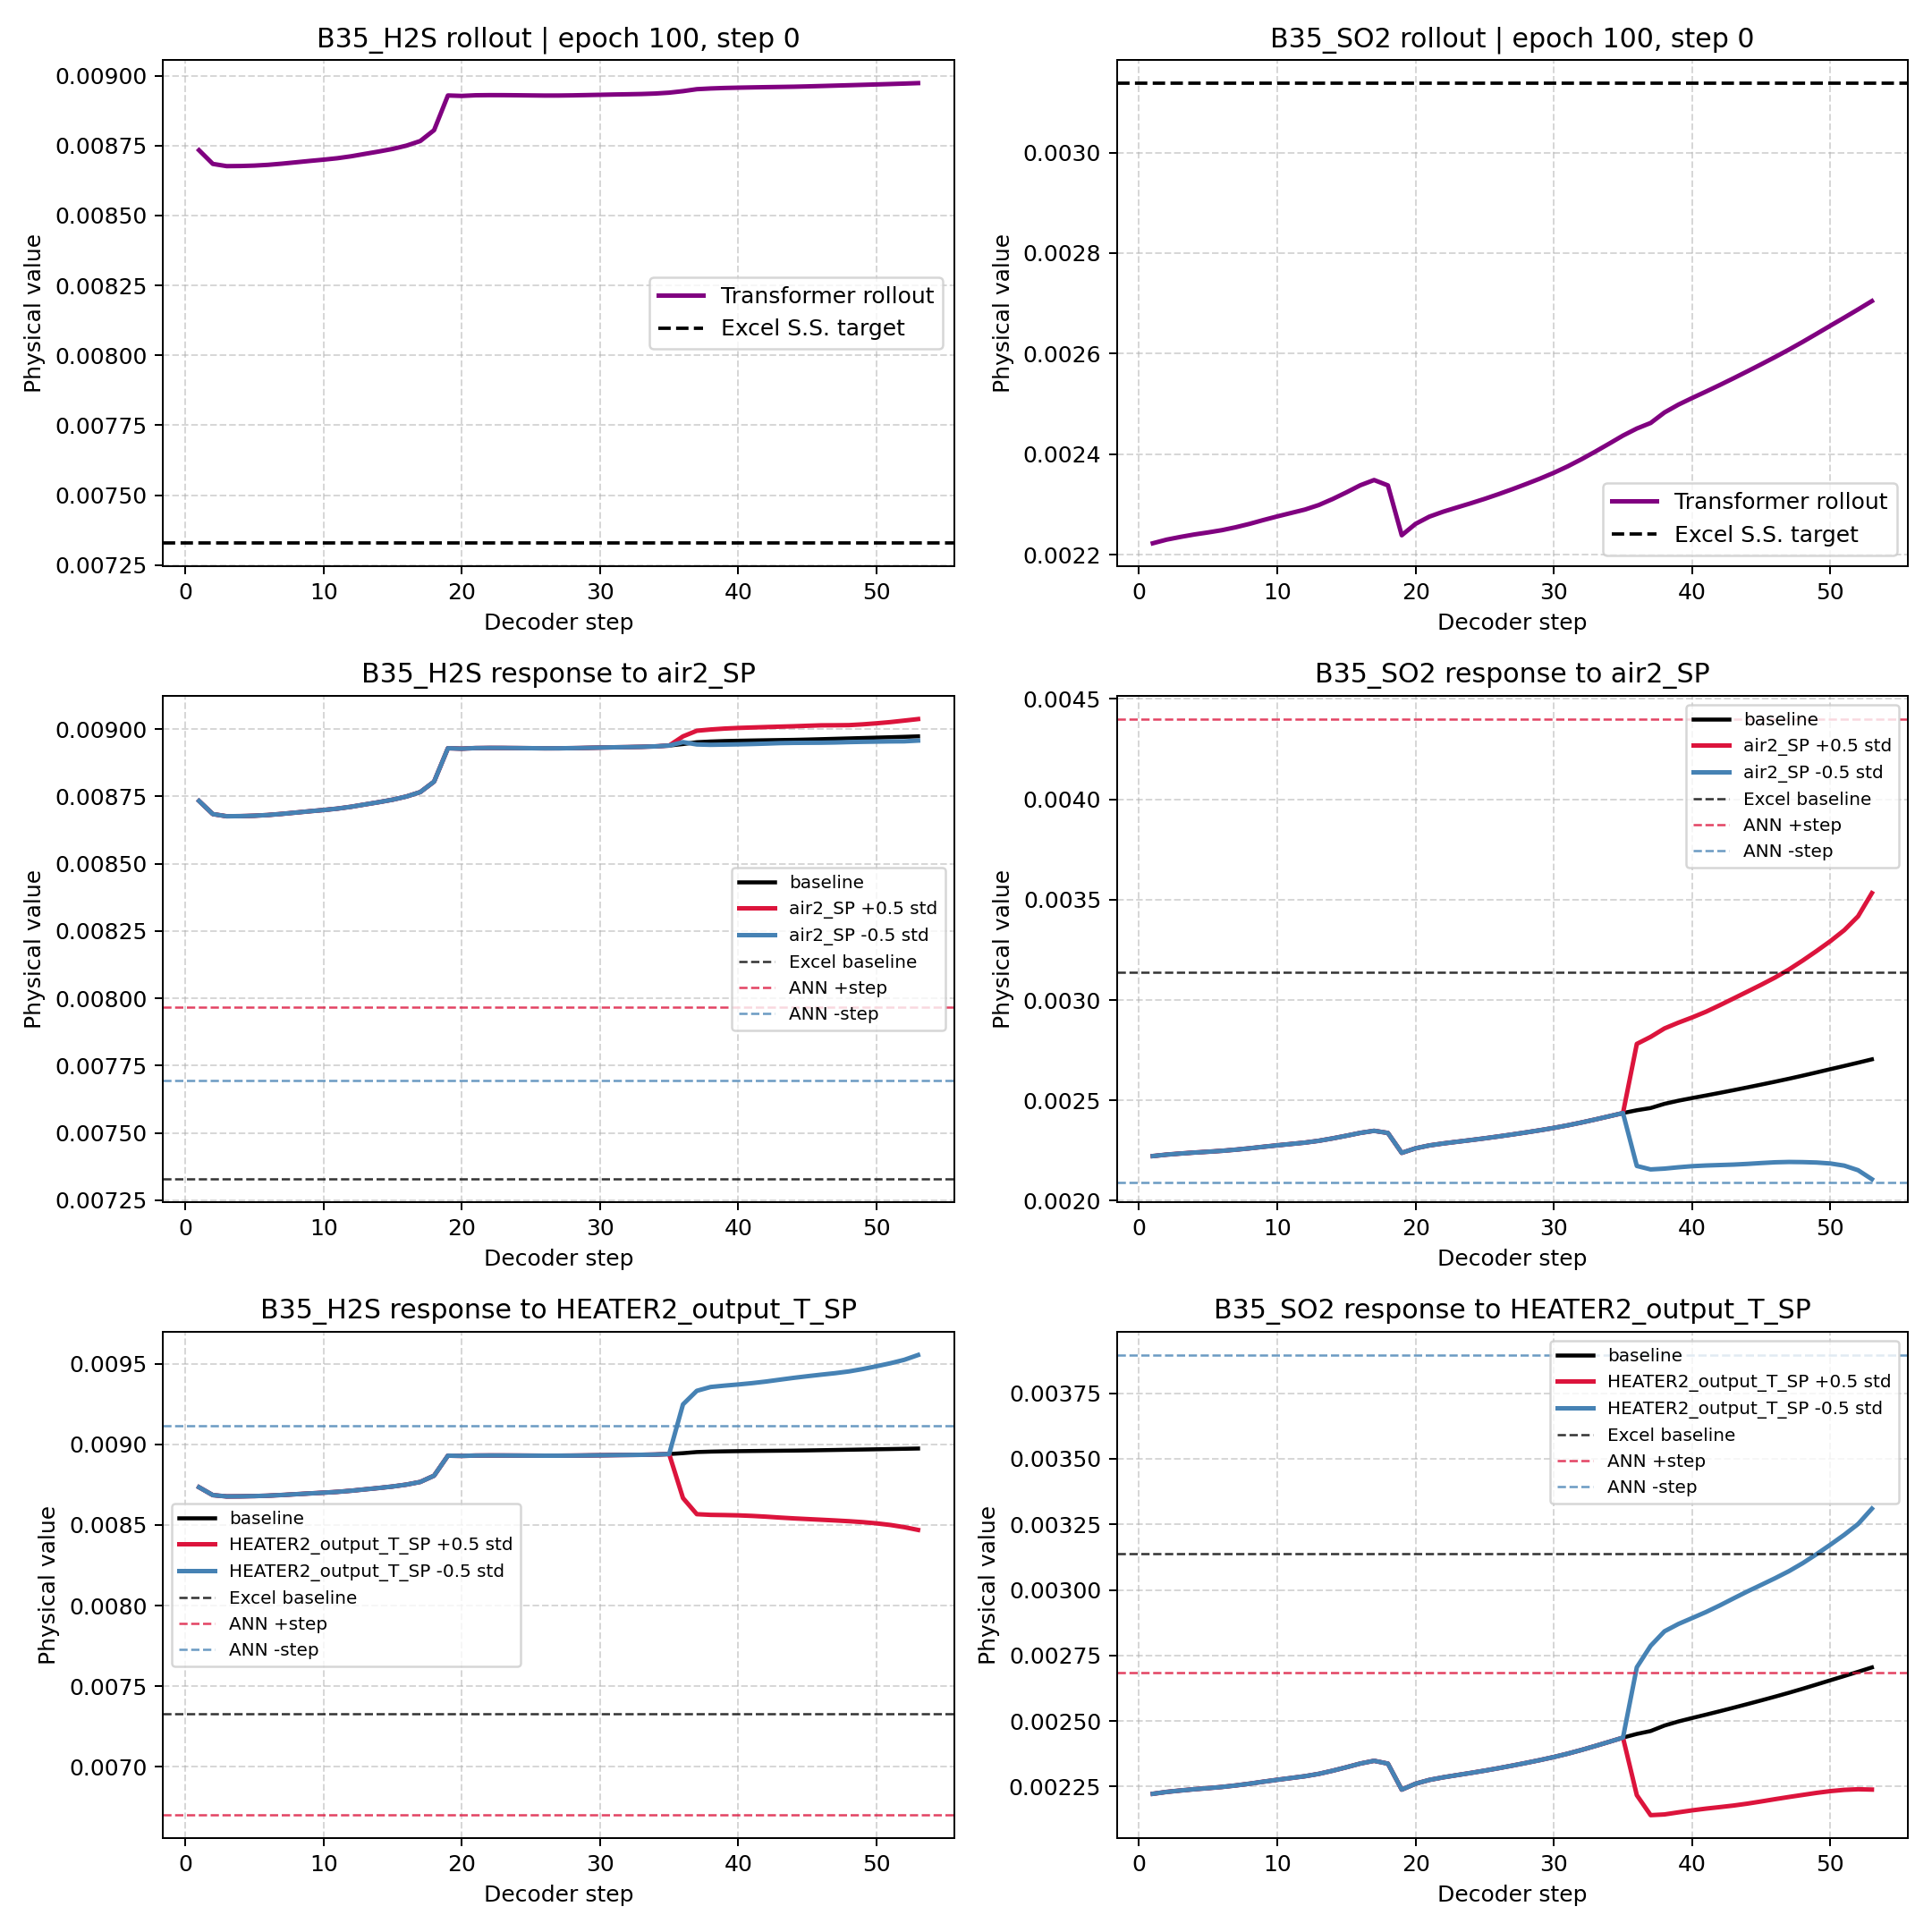 B35_H2S rollout | epoch 100, step 0
Physical value
0.00900
0.00875
0.00850
0.00825
0.00800
0.00775
0.00750
0.00725
Transformer rollout
Excel S.S. target
0 10 20 30 40 50
Decoder step
B35_SO2 rollout | epoch 100, step 0
Physical value
0.0030
0.0028
0.0026
0.0024
0.0022
Transformer rollout
Excel S.S. target
0 10 20 30 40 50
Decoder step
B35_H2S response to air2_SP
Physical value
0.00900
0.00875
0.00850
0.00825
0.00800
0.00775
0.00750
0.00725
baseline
air2_SP +0.5 std
air2_SP -0.5 std
Excel baseline
ANN +step
ANN -step
0 10 20 30 40 50
Decoder step
B35_SO2 response to air2_SP
Physical value
0.0045
0.0040
0.0035
0.0030
0.0025
0.0020
baseline
air2_SP +0.5 std
air2_SP -0.5 std
Excel baseline
ANN +step
ANN -step
0 10 20 30 40 50
Decoder step
B35_H2S response to HEATER2_output_T_SP
Physical value
0.0095
0.0090
0.0085
0.0080
0.0075
0.0070
baseline
HEATER2_output_T_SP +0.5 std
HEATER2_output_T_SP -0.5 std
Excel baseline
ANN +step
ANN -step
0 10 20 30 40 50
Decoder step
B35_SO2 response to HEATER2_output_T_SP
Physical value
0.00375
0.00350
0.00325
0.00300
0.00275
0.00250
0.00225
baseline
HEATER2_output_T_SP +0.5 std
HEATER2_output_T_SP -0.5 std
Excel baseline
ANN +step
ANN -step
0 10 20 30 40 50
Decoder step